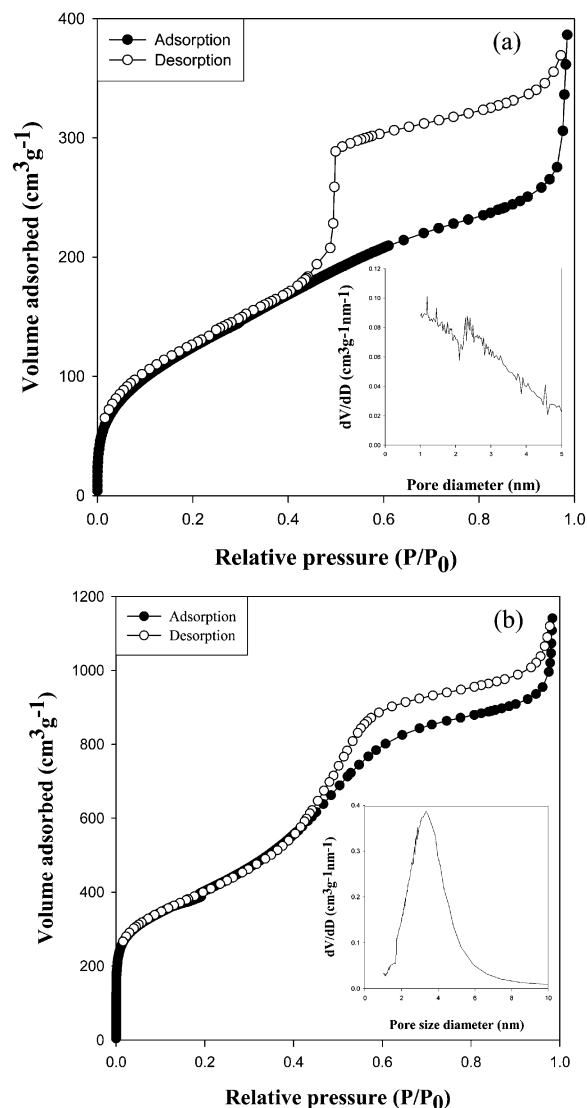 (a)
Adsorption
Desorption
400
300
200
100
0
Volume adsorbed (cm³g-1)
0.0 0.2 0.4 0.6 0.8 1.0
Relative pressure (P/P0)
0.12
0.10
0.08
0.06
0.04
0.02
0.00
dV/dD (cm3g-1nm-1)
0 1 2 3 4 5
Pore diameter (nm)
(b)
Adsorption
Desorption
1200
1000
800
600
400
200
0
Volume adsorbed (cm³g-1)
0.0 0.2 0.4 0.6 0.8 1.0
Relative pressure (P/P0)
0.4
0.3
0.2
0.1
0.0
dV/dD (cm³g-1nm-1)
0 2 4 6 8 10
Pore size diameter (nm)